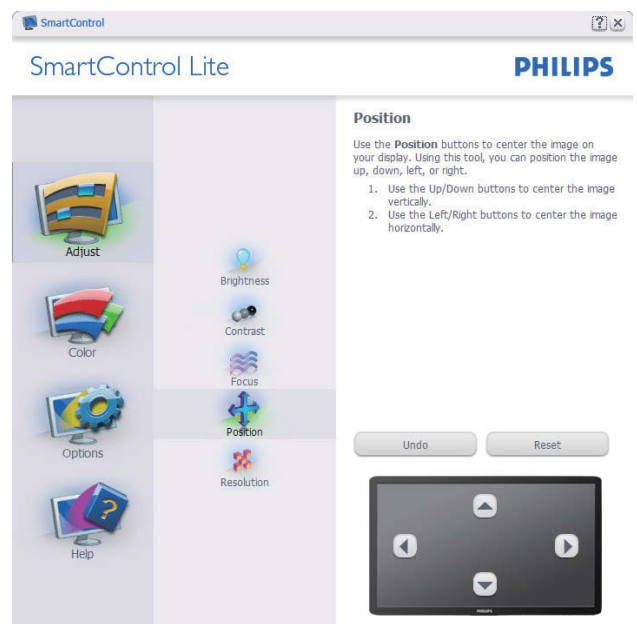 SmartControl
SmartControl Lite
PHILIPS
Adjust
Color
Options
Help
Brightness
Contrast
Focus
Position
Resolution
Position
Use the Position buttons to center the image on
your display. Using this tool, you can position the image
up, down, left, or right.
1. Use the Up/Down buttons to center the image
vertically.
2. Use the Left/Right buttons to center the image
horizontally.
Undo
Reset
PHILIPS